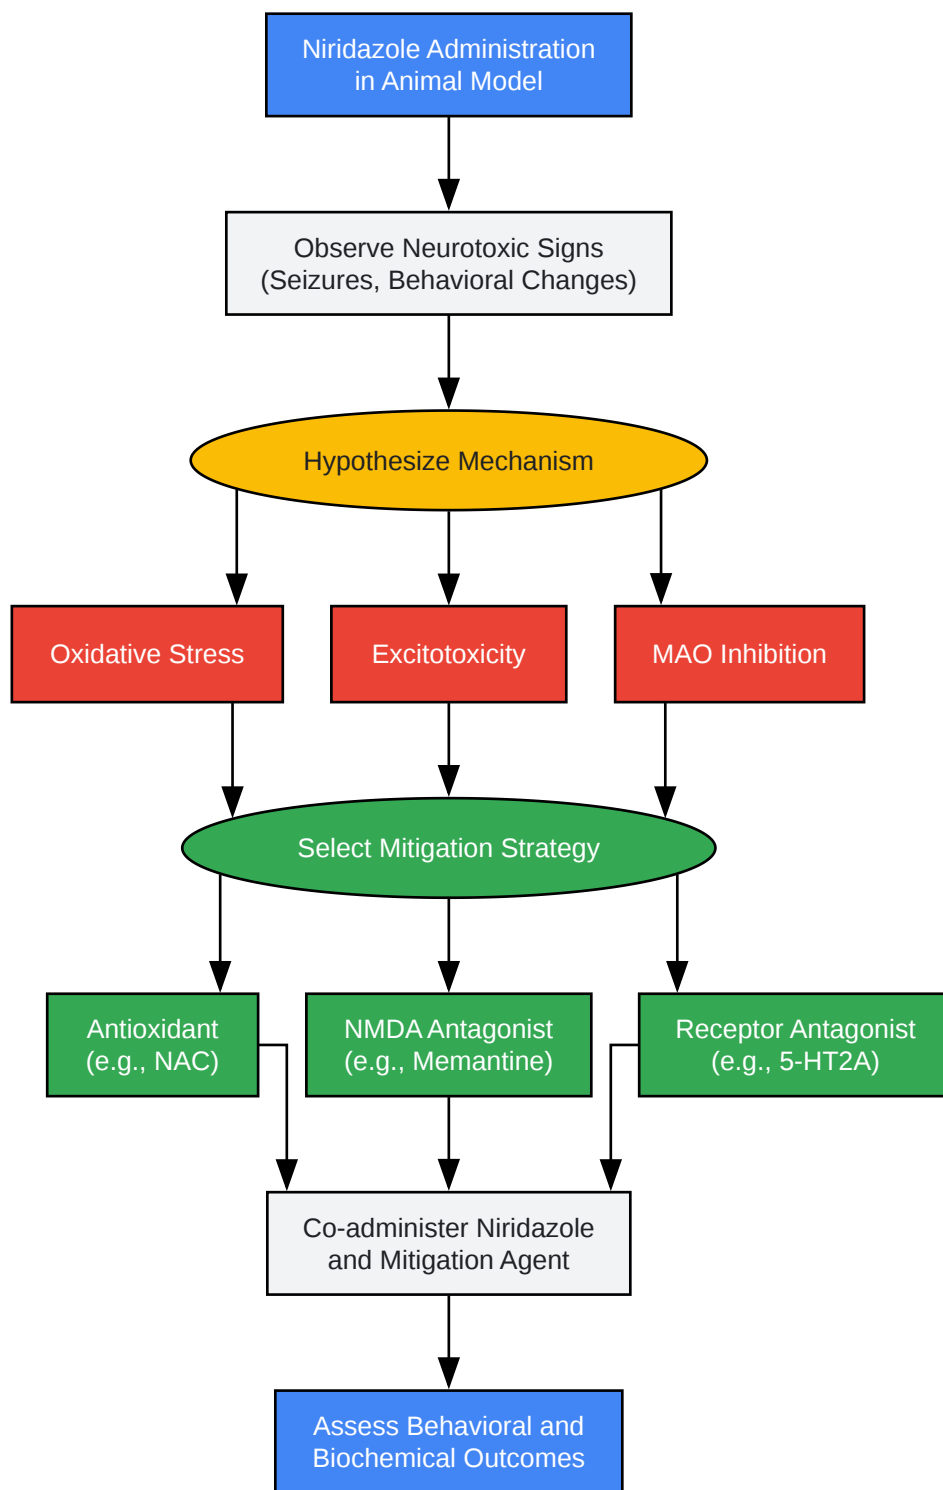 Niridazole Administration
in Animal Model
Observe Neurotoxic Signs
(Seizures, Behavioral Changes)
Hypothesize Mechanism
Oxidative Stress
Excitotoxicity
MAO Inhibition
Select Mitigation Strategy
Antioxidant
(e.g., NAC)
NMDA Antagonist
(e.g., Memantine)
Receptor Antagonist
(e.g., 5-HT2A)
Co-administer Niridazole
and Mitigation Agent
Assess Behavioral and
Biochemical Outcomes